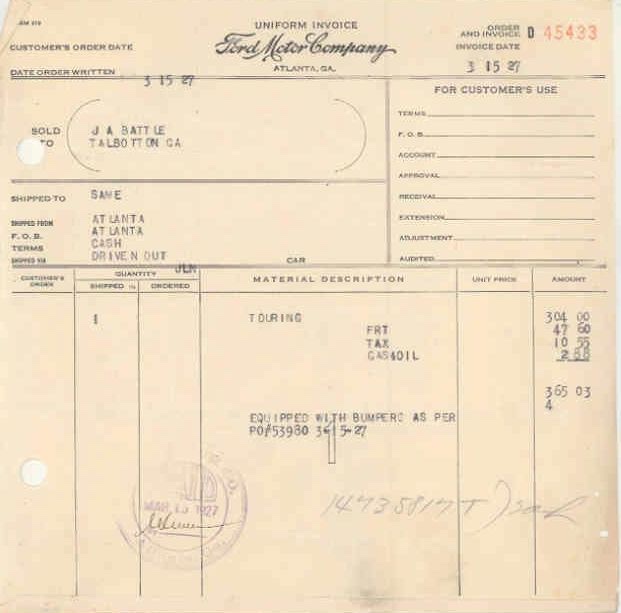 UNIFORM INVOICE
Ford Motor Company
ATLANTA, GA.
ORDER AND INVOICE D 45433
INVOICE DATE
3 15 27
CUSTOMER'S ORDER DATE
DATE ORDER WRITTEN
3 15 27
FOR CUSTOMER'S USE
TERMS
F. O. B.
ACCOUNT
APPROVAL
RECEIVAL
EXTENSION
ADJUSTMENT
AUDITED
SOLD TO
J A BATTLE
TALBOTTON GA
SHIPPED TO SAME
SHIPPED FROM ATLANTA
F. O. B. ATLANTA
TERMS CASH
SHIPPED VIA DRIVEN OUT
CAR
JLN
CUSTOMER'S ORDER QUANTITY SHIPPED IN ORDERED MATERIAL DESCRIPTION UNIT PRICE AMOUNT
1 TOURING 304 00
FRT 47 60
TAX 10 55
GAS&OIL 2 88
365 03
4
EQUIPPED WITH BUMPERS AS PER
PO#53980 3-15-27
MAR 15 1927